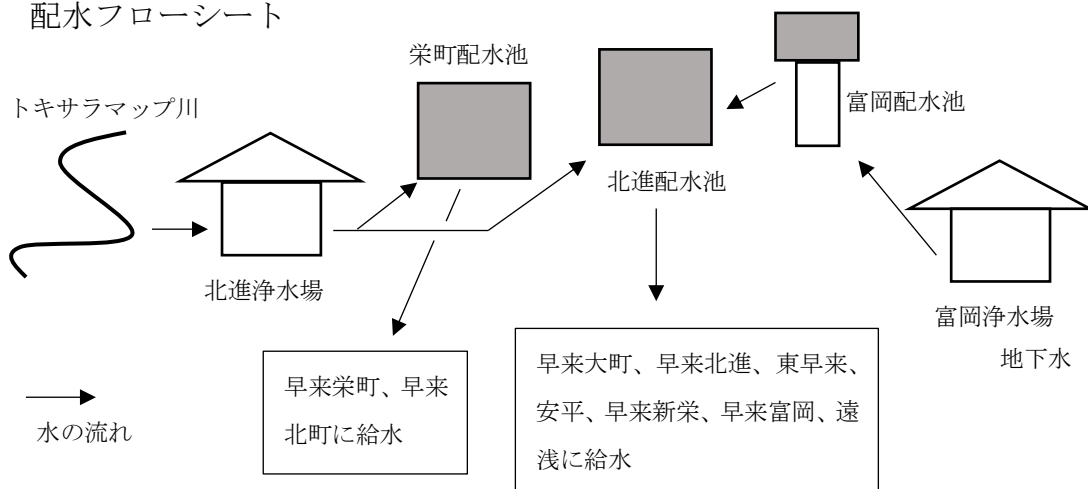 配水フローシート
栄町配水池
トキサラマップ川
富岡配水池
北進配水池
北進浄水場
富岡浄水場
地下水
早来栄町、早来
北町に給水
早来大町、早来北進、東早来、
安平、早来新栄、早来富岡、遠
浅に給水
水の流れ